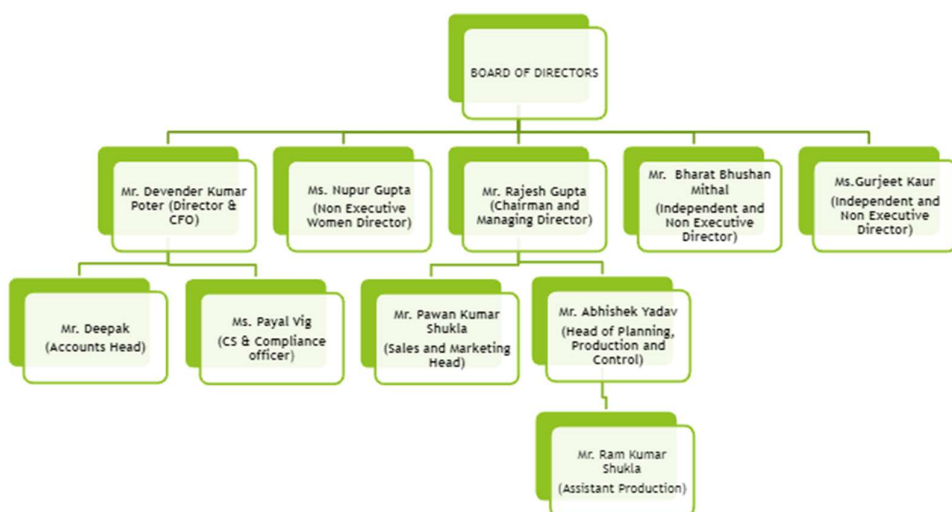 BOARD OF DIRECTORS
Mr. Devender Kumar
Poter (Director &
CFO)
Ms. Nupur Gupta
(Non Executive
Women Director)
Mr. Rajesh Gupta
(Chairman and
Managing Director)
Mr. Bharat Bhushan
Mithal
(Independent and
Non Executive
Director)
Ms.Gurjeet Kaur
(Independent and
Non Executive
Director)
Mr. Deepak
(Accounts Head)
Ms. Payal Vig
(CS & Compliance
officer)
Mr. Pawan Kumar
Shukla
(Sales and Marketing
Head)
Mr. Abhishek Yadav
(Head of Planning,
Production and
Control)
Mr. Ram Kumar
Shukla
(Assistant Production)